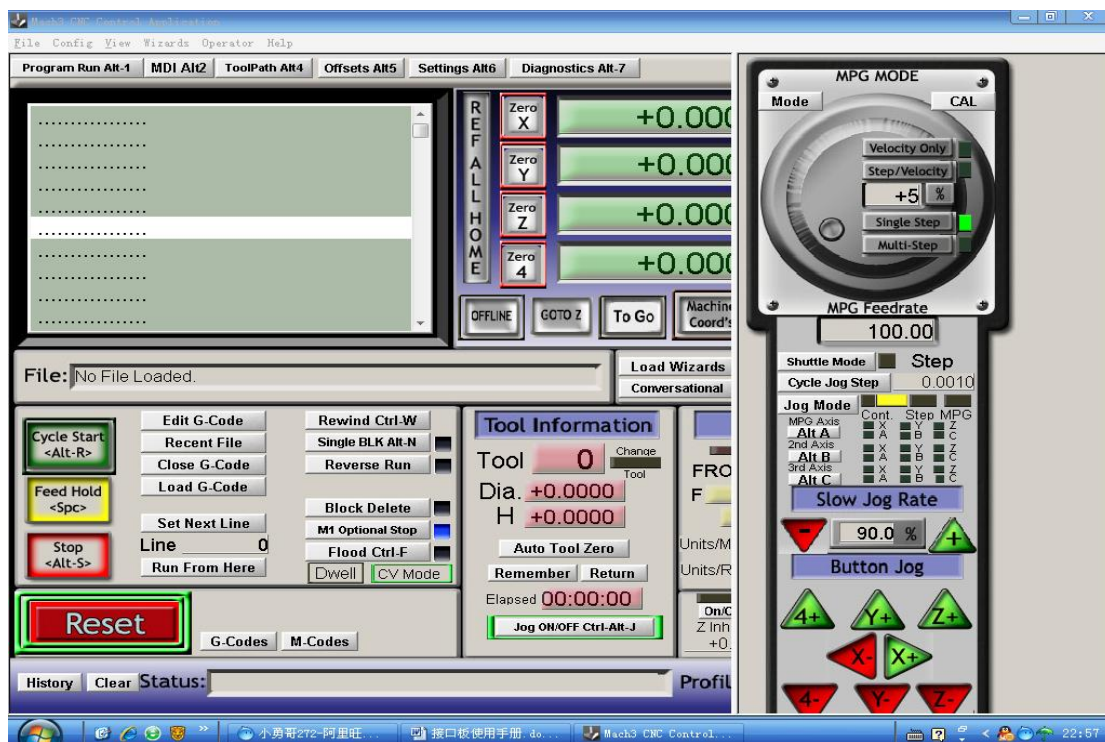 Mach3 CNC Control Application
File Config View Wizards Operator Help
Program Run Alt-1 MDI Alt2 ToolPath Alt4 Offsets Alt5 Settings Alt6 Diagnostics Alt-7
REF ALL HOME
Zero X +0.000
Zero Y +0.000
Zero Z +0.000
Zero 4 +0.000
OFFLINE GOTO Z To Go Machine Coord's
File: No File Loaded.
Load Wizards
Conversational
Cycle Start <Alt-R>
Feed Hold <Spc>
Stop <Alt-S>
Edit G-Code
Recent File
Close G-Code
Load G-Code
Set Next Line
Line 0
Run From Here
Rewind Ctrl-W
Single BLK Alt-N
Reverse Run
Block Delete
M1 Optional Stop
Flood Ctrl-F
Dwell CV Mode
Reset
G-Codes M-Codes
Tool Information
Tool 0 Change Tool
Dia. +0.0000
H +0.0000
Auto Tool Zero
Remember Return
Elapsed 00:00:00
Jog ON/OFF Ctrl-Alt-J
FRO
F
Units/M
Units/R
On/O
Z Inh
+0.
History Clear Status:
Profil
MPG MODE
Mode CAL
Velocity Only
Step/Velocity
+5 %
Single Step
Multi-Step
MPG Feedrate
100.00
Shuttle Mode Step
Cycle Jog Step 0.0010
Jog Mode Cont. Step MPG
MPG Axis X Y Z
Alt A A B C
2nd Axis X Y Z
Alt B A B C
3rd Axis X Y Z
Alt C A B C
Slow Jog Rate
- 90.0 % +
Button Jog
4+ Y+ Z+
X- X+
4- Y- Z-
小勇哥272-阿里旺... 接口板使用手册.do... Mach3 CNC Control... 22:57